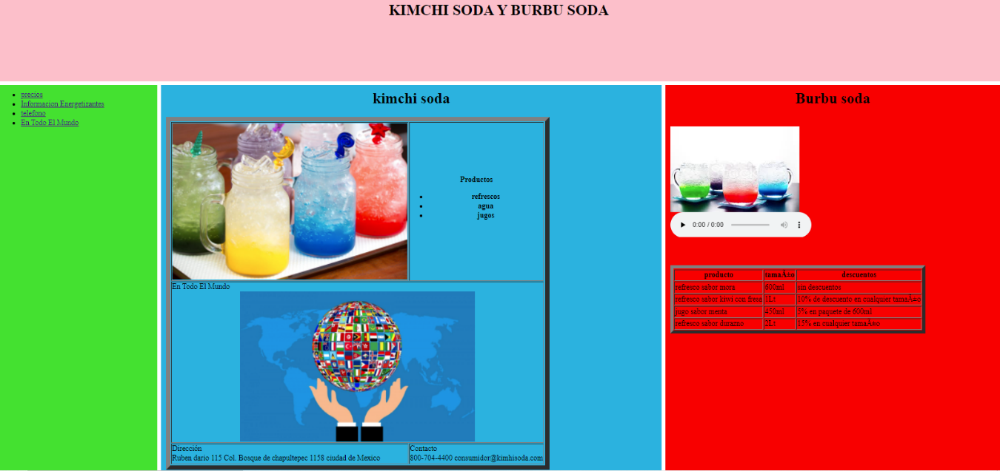 KIMCHI SODA Y BURBU SODA
precios
Informacion Energetizantes
telefono
En Todo El Mundo
kimchi soda
Productos
refrescos
agua
jugos
En Todo El Mundo
Dirección
Ruben dario 115 Col. Bosque de chapultepec 1158 ciudad de Mexico
Contacto
800-704-4400 consumidor@kimhisoda.com
Burbu soda
0:00 / 0:00
producto tamaÃ±o descuentos
refresco sabor mora 600ml sin descuentos
refresco sabor kiwi con fresa 1Lt 10% de descuento en cualquier tamaÃ±o
jugo sabor menta 450ml 5% en paquete de 600ml
refresco sabor durazno 2Lt 15% en cualquier tamaÃ±o